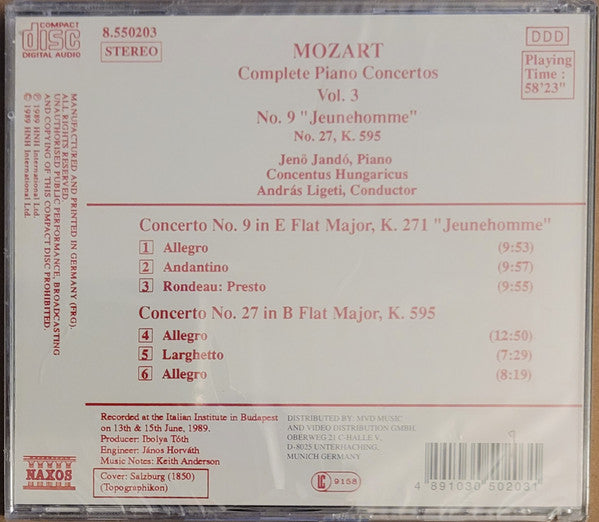 COMPACT
disc
DIGITAL AUDIO
8.550203
STEREO
DDD
Playing
Time :
58'23"
MOZART
Complete Piano Concertos
Vol. 3
No. 9 "Jeunehomme"
No. 27, K. 595
Jenö Jandó, Piano
Concentus Hungaricus
András Ligeti, Conductor
MANUFACTURED AND PRINTED IN GERMANY (FRG).
ALL RIGHTS RESERVED.
UNAUTHORISED PUBLIC PERFORMANCE, BROADCASTING
AND COPYING OF THIS COMPACT DISC PROHIBITED.
℗ 1989 HNH International Ltd.
© 1989 HNH International Ltd.
Concerto No. 9 in E Flat Major, K. 271 "Jeunehomme"
1 Allegro (9:53)
2 Andantino (9:57)
3 Rondeau: Presto (9:55)
Concerto No. 27 in B Flat Major, K. 595
4 Allegro (12:50)
5 Larghetto (7:29)
6 Allegro (8:19)
Recorded at the Italian Institute in Budapest
on 13th & 15th June, 1989.
Producer: Ibolya Tóth
Engineer: János Horváth
Music Notes: Keith Anderson
Cover: Salzburg (1850)
(Topographikon)
NAXOS
DISTRIBUTED BY: MVD MUSIC
AND VIDEO DISTRIBUTION GMBH.
OBERWEG 21 C-HALLE V,
D-8025 UNTERHACHING,
MUNICH GERMANY
LC 9158
4 891030 502031